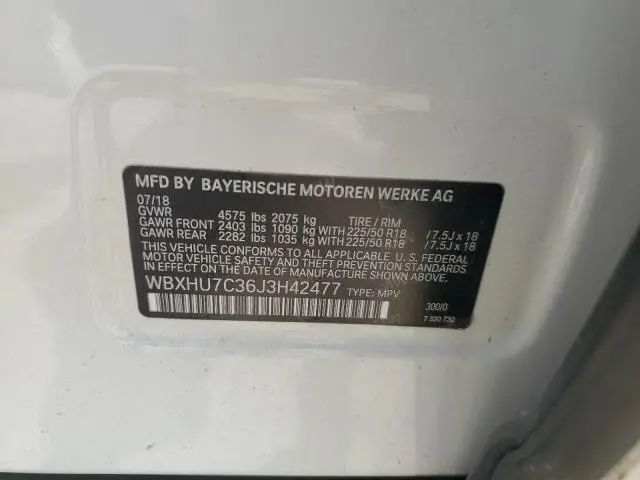 MFD BY BAYERISCHE MOTOREN WERKE AG
07/18
GVWR 4575 lbs 2075 kg TIRE / RIM
GAWR FRONT 2403 lbs 1090 kg WITH 225/50 R18 /7.5J x 18
GAWR REAR 2282 lbs 1035 kg WITH 225/50 R18 /7.5J x 18
THIS VEHICLE CONFORMS TO ALL APPLICABLE U. S. FEDERAL
MOTOR VEHICLE SAFETY AND THEFT PREVENTION STANDARDS
IN EFFECT ON THE DATE OF MANUFACTURE SHOWN ABOVE.
WBXHU7C36J3H42477 TYPE: MPV
300/0
7 320 730